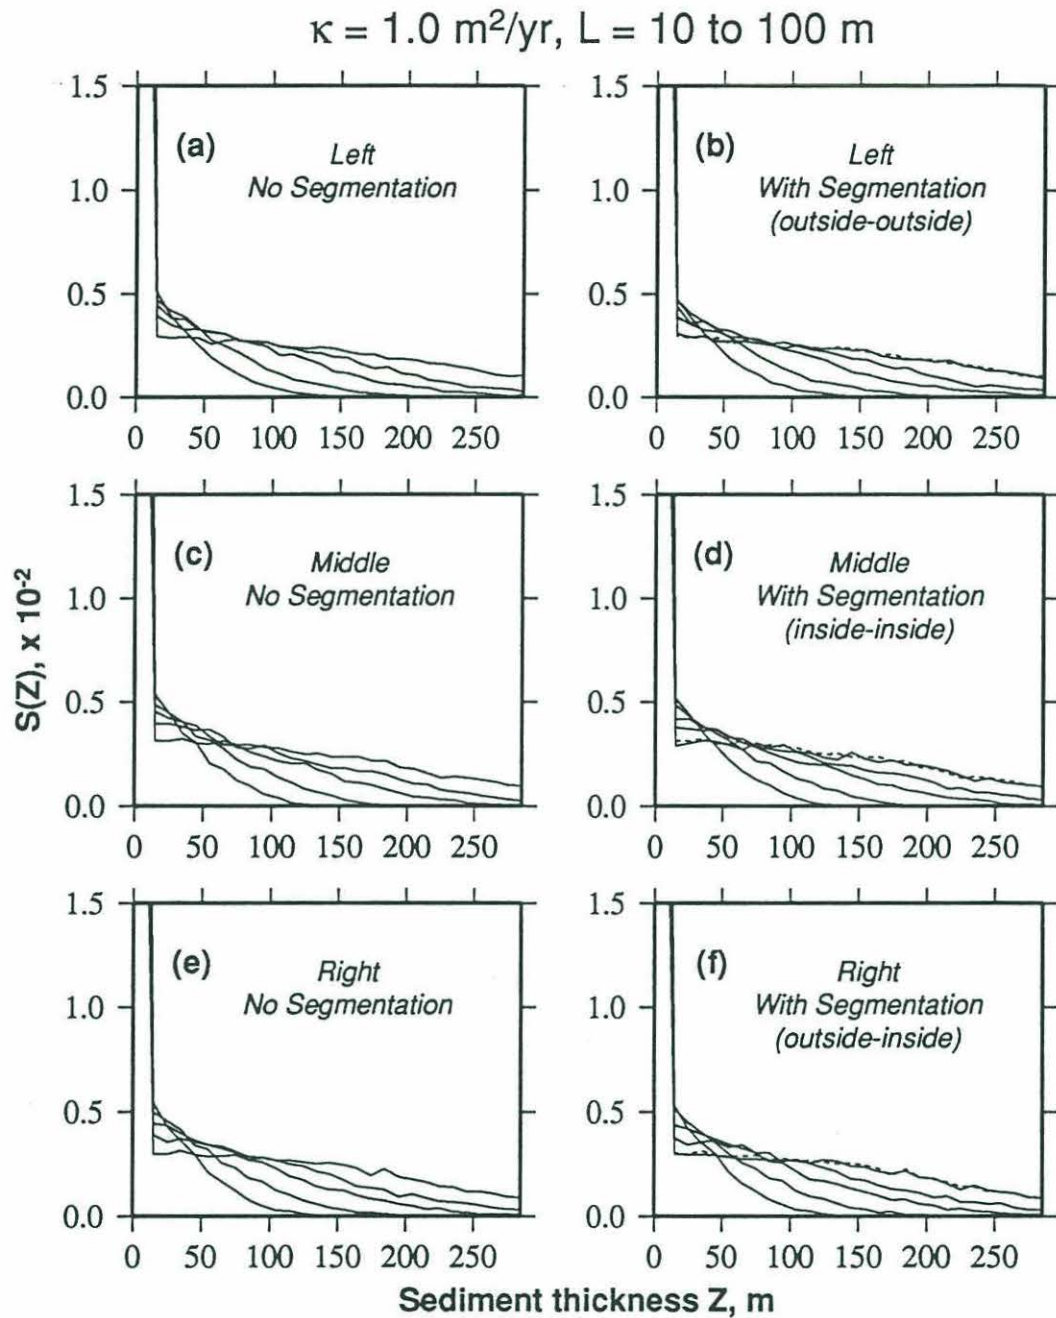 κ = 1.0 m²/yr, L = 10 to 100 m
1.5
1.0
0.5
0.0
(a)
Left
No Segmentation
0 50 100 150 200 250
1.5
1.0
0.5
0.0
(b)
Left
With Segmentation
(outside-outside)
0 50 100 150 200 250
S(Z), x 10⁻²
1.5
1.0
0.5
0.0
(c)
Middle
No Segmentation
0 50 100 150 200 250
1.5
1.0
0.5
0.0
(d)
Middle
With Segmentation
(inside-inside)
0 50 100 150 200 250
1.5
1.0
0.5
0.0
(e)
Right
No Segmentation
0 50 100 150 200 250
1.5
1.0
0.5
0.0
(f)
Right
With Segmentation
(outside-inside)
0 50 100 150 200 250
Sediment thickness Z, m